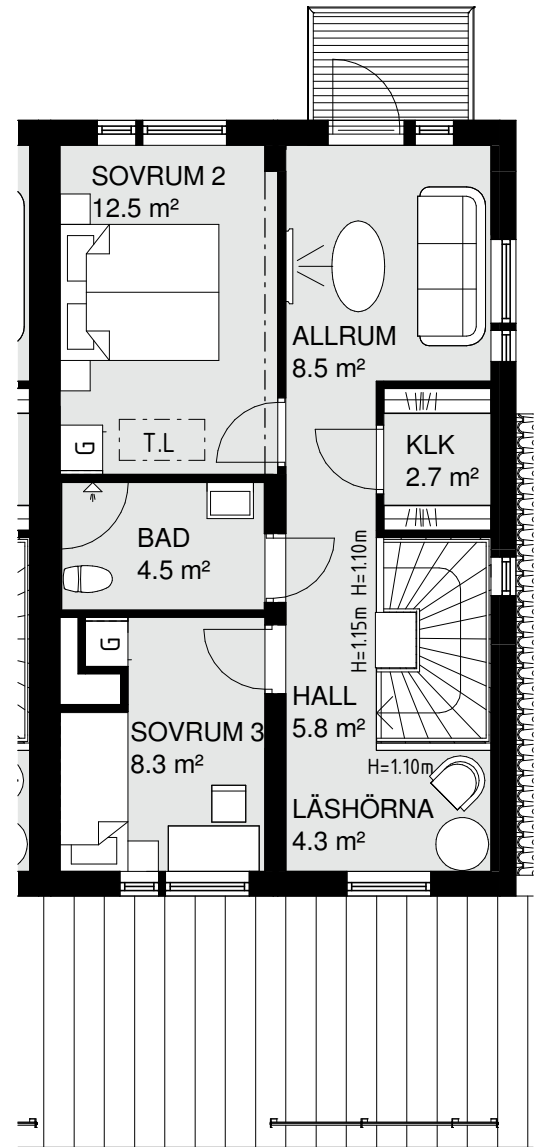 SOVRUM 2
12.5 m²
ALLRUM
8.5 m²
G
T.L
KLK
2.7 m²
BAD
4.5 m²
H=1.10m
H=1.15m
G
SOVRUM 3
8.3 m²
HALL
5.8 m²
H=1.10m
LÄSHÖRNA
4.3 m²